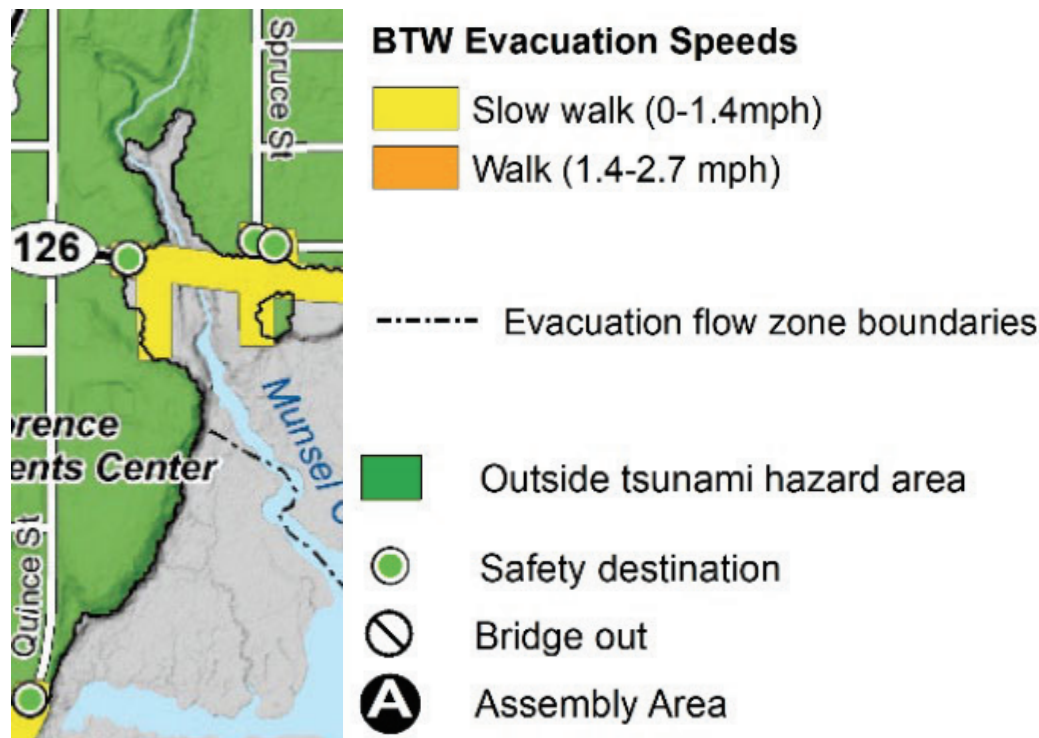 Spruce St
126
Munsel C
orence
ents Center
Quince St
BTW Evacuation Speeds
Slow walk (0-1.4mph)
Walk (1.4-2.7 mph)
Evacuation flow zone boundaries
Outside tsunami hazard area
Safety destination
Bridge out
A Assembly Area